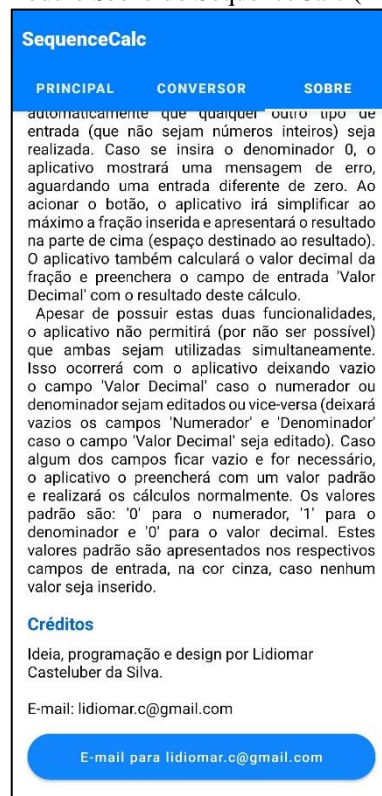 SequenceCalc
PRINCIPAL CONVERSOR SOBRE
automaticamente que qualquer outro tipo de
entrada (que não sejam números inteiros) seja
realizada. Caso se insira o denominador 0, o
aplicativo mostrará uma mensagem de erro,
aguardando uma entrada diferente de zero. Ao
acionar o botão, o aplicativo irá simplificar ao
máximo a fração inserida e apresentará o resultado
na parte de cima (espaço destinado ao resultado).
O aplicativo também calculará o valor decimal da
fração e preenchera o campo de entrada 'Valor
Decimal' com o resultado deste cálculo.
Apesar de possuir estas duas funcionalidades,
o aplicativo não permitirá (por não ser possível)
que ambas sejam utilizadas simultaneamente.
Isso ocorrerá com o aplicativo deixando vazio
o campo 'Valor Decimal' caso o numerador ou
denominador sejam editados ou vice-versa (deixará
vazios os campos 'Numerador' e 'Denominador'
caso o campo 'Valor Decimal' seja editado). Caso
algum dos campos ficar vazio e for necessário,
o aplicativo o preencherá com um valor padrão
e realizará os cálculos normalmente. Os valores
padrão são: '0' para o numerador, '1' para o
denominador e '0' para o valor decimal. Estes
valores padrão são apresentados nos respectivos
campos de entrada, na cor cinza, caso nenhum
valor seja inserido.
Créditos
Ideia, programação e design por Lidiomar
Casteluber da Silva.
E-mail: lidiomar.c@gmail.com
E-mail para lidiomar.c@gmail.com